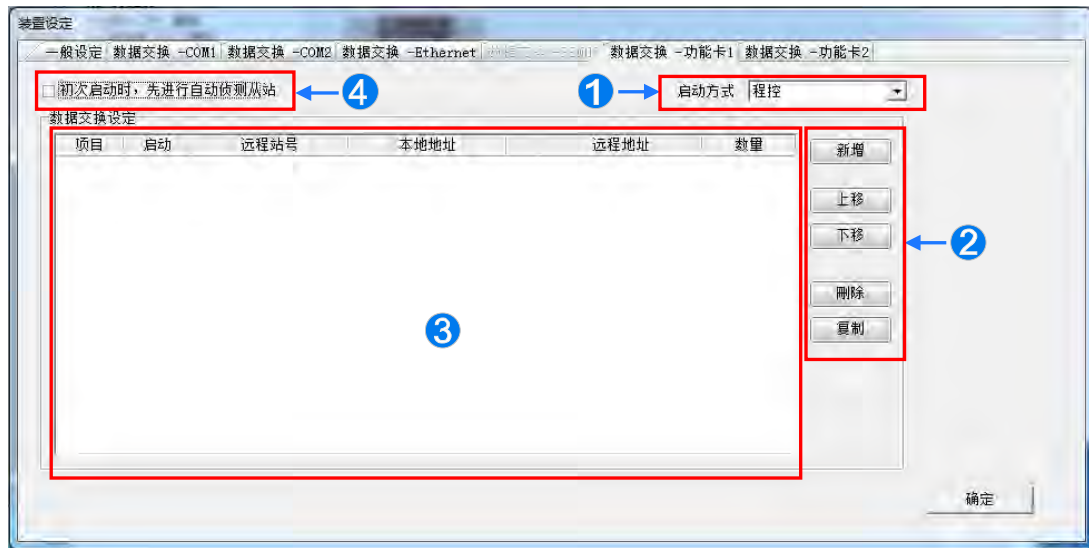 装置设定
一般设定 数据交换 -COM1 数据交换 -COM2 数据交换 -Ethernet 数据交换 -功能卡1 数据交换 -功能卡2
初次启动时，先进行自动侦测从站 4 1 启动方式 程控
数据交换设定
项目 启动 远程站号 本地地址 远程地址 数量
新增
上移
下移
2
删除
3
复制
确定